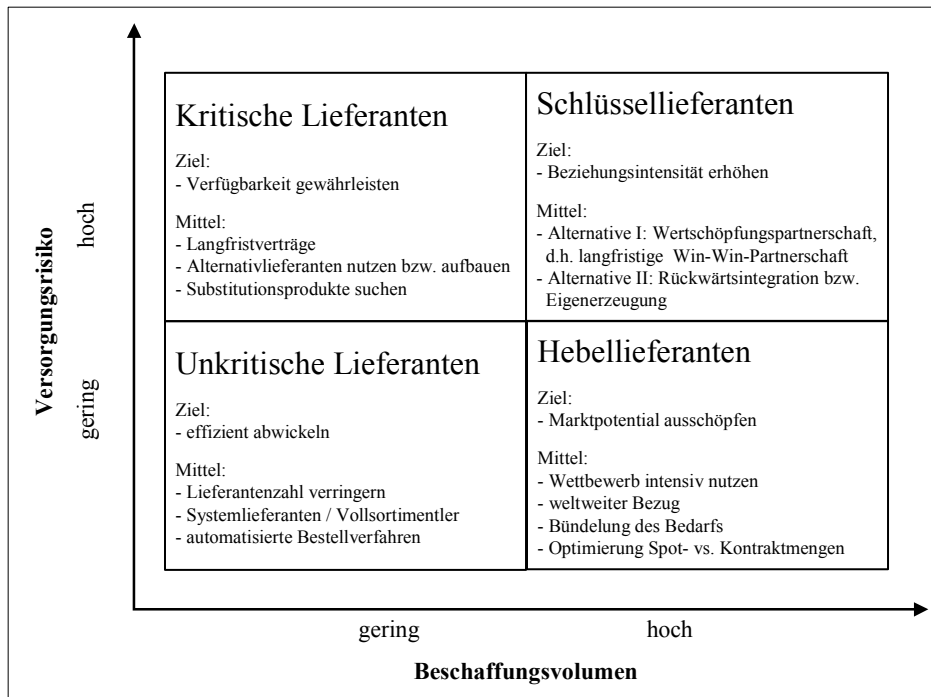 Versorgungsrisiko
hoch
gering
Kritische Lieferanten
Ziel:
- Verfügbarkeit gewährleisten
Mittel:
- Langfristverträge
- Alternativlieferanten nutzen bzw. aufbauen
- Substitutionsprodukte suchen
Schlüssellieferanten
Ziel:
- Beziehungsintensität erhöhen
Mittel:
- Alternative I: Wertschöpfungspartnerschaft,
d.h. langfristige Win-Win-Partnerschaft
- Alternative II: Rückwärtsintegration bzw.
Eigenerzeugung
Unkritische Lieferanten
Ziel:
- effizient abwickeln
Mittel:
- Lieferantenzahl verringern
- Systemlieferanten / Vollsortimentler
- automatisierte Bestellverfahren
Hebellieferanten
Ziel:
- Marktpotential ausschöpfen
Mittel:
- Wettbewerb intensiv nutzen
- weltweiter Bezug
- Bündelung des Bedarfs
- Optimierung Spot- vs. Kontraktmengen
gering
hoch
Beschaffungsvolumen